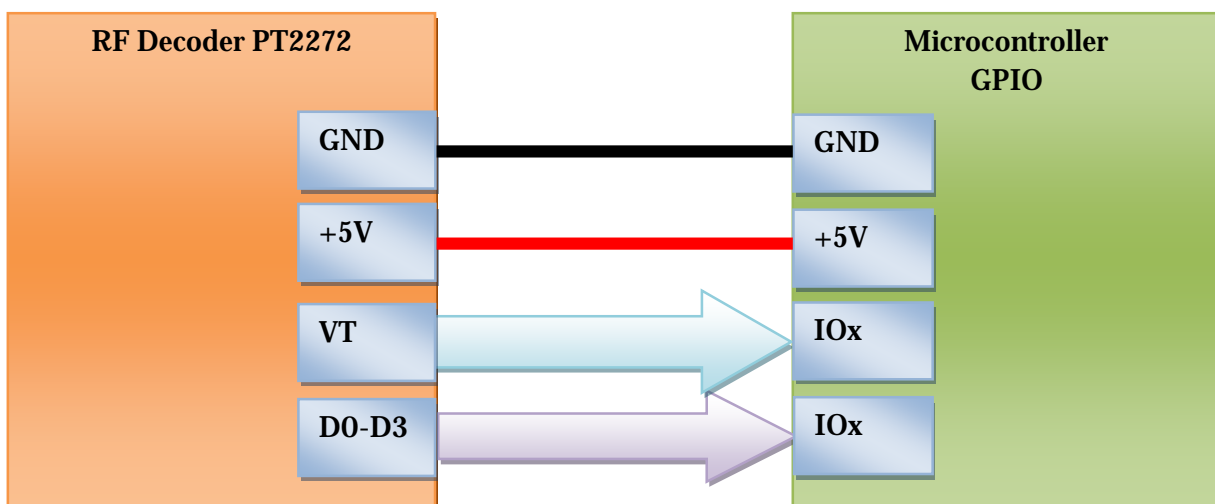 RF Decoder PT2272
Microcontroller
GPIO
GND
GND
+5V
+5V
VT
IOx
D0-D3
IOx